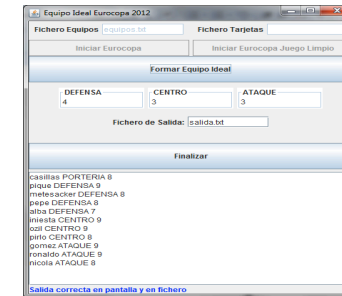 Equipo Ideal Eurocopa 2012
Fichero Equipos equipos.txt Fichero Tarjetas
Iniciar Eurocopa Iniciar Eurocopa Juego Limpio
Formar Equipo Ideal
DEFENSA CENTRO ATAQUE
4 3 3
Fichero de Salida: salida.txt
Finalizar
casillas PORTERIA 8
pique DEFENSA 9
metesacker DEFENSA 8
pepe DEFENSA 8
alba DEFENSA 7
iniesta CENTRO 9
ozil CENTRO 9
pirlo CENTRO 8
gomez ATAQUE 9
ronaldo ATAQUE 9
nicola ATAQUE 8
Salida correcta en pantalla y en fichero